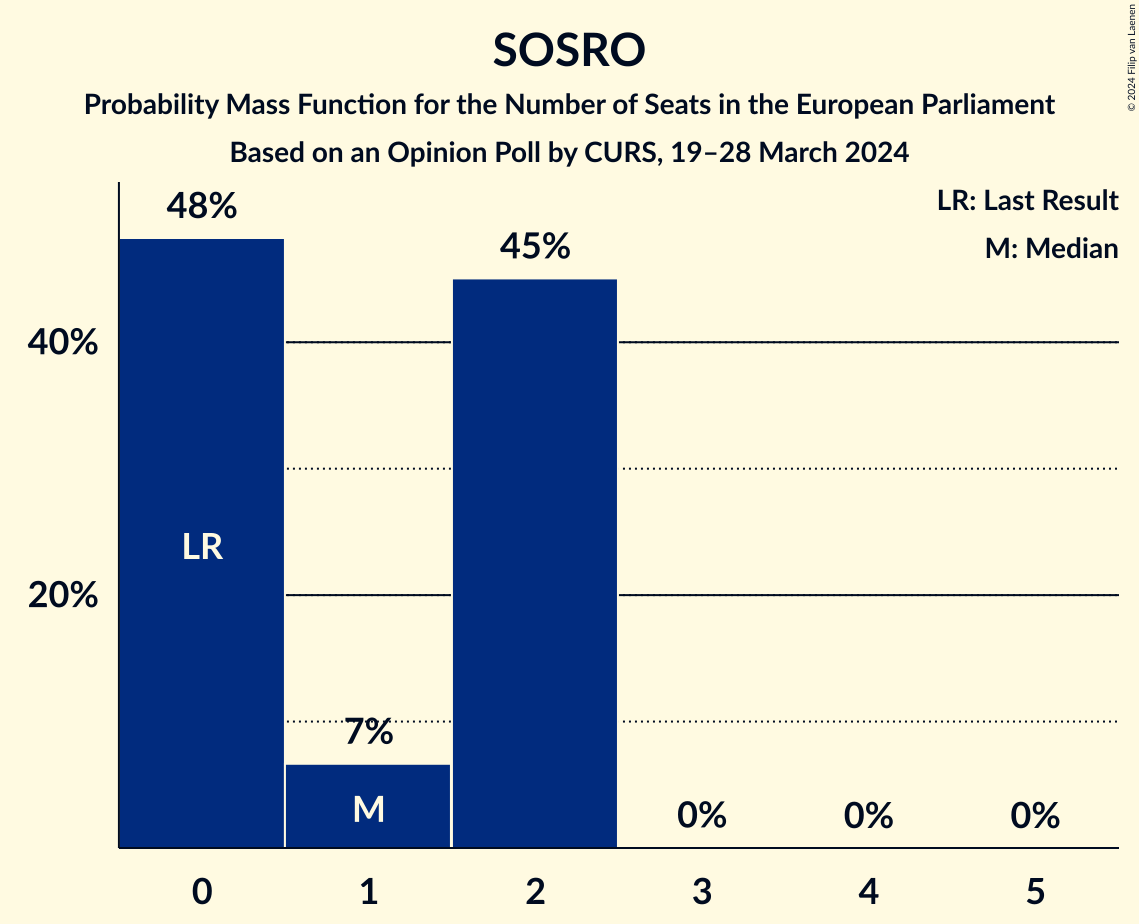 SOSRO
Probability Mass Function for the Number of Seats in the European Parliament
Based on an Opinion Poll by CURS, 19–28 March 2024
© 2024 Filip van Laenen
LR: Last Result
M: Median
48%
45%
40%
LR
20%
7%
M
0%
0%
0%
0
1
2
3
4
5